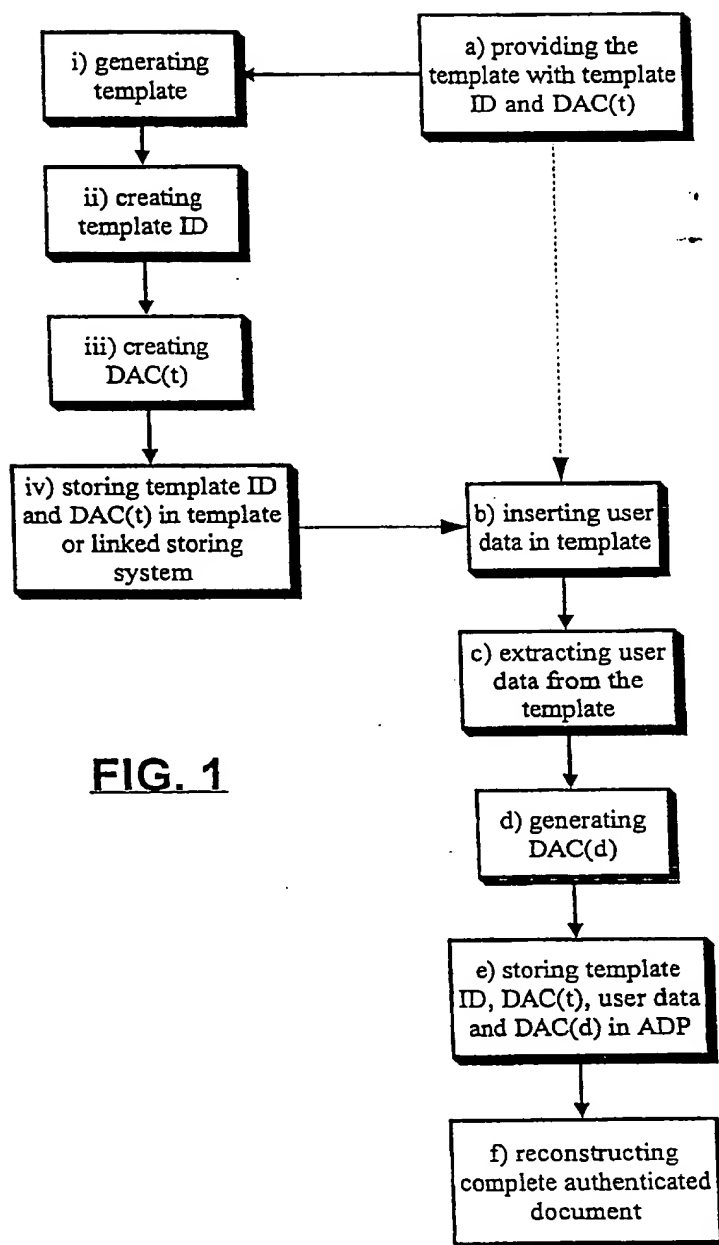 i) generating
template
a) providing the
template with template
ID and DAC(t)
ii) creating
template ID
iii) creating
DAC(t)
iv) storing template ID
and DAC(t) in template
or linked storing
system
b) inserting user
data in template
c) extracting user
data from the
template
FIG. 1
d) generating
DAC(d)
e) storing template
ID, DAC(t), user data
and DAC(d) in ADP
f) reconstructing
complete authenticated
document